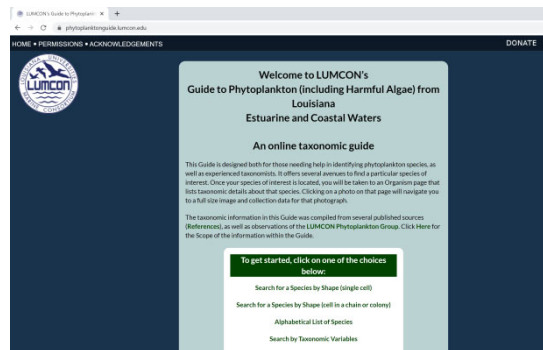 LUMCON's Guide to Phytoplankt
phytoplanktonguide.lumcon.edu
HOME • PERMISSIONS • ACKNOWLEDGEMENTS
DONATE
LOUISIANA UNIVERSITIES
LUMCON
MARINE CONSORTIUM
Welcome to LUMCON's
Guide to Phytoplankton (including Harmful Algae) from
Louisiana
Estuarine and Coastal Waters
An online taxonomic guide
This Guide is designed both for those needing help in identifying phytoplankton species, as
well as experienced taxonomists. It offers several avenues to find a particular species of
interest. Once your species of interest is located, you will be taken to an Organism page that
lists taxonomic details about that species. Clicking on a photo on that page will navigate you
to a full size image and collection data for that photograph.
The taxonomic information in this Guide was compiled from several published sources
(References), as well as observations of the LUMCON Phytoplankton Group. Click Here for
the Scope of the information within the Guide.
To get started, click on one of the choices
below:
Search for a Species by Shape (single cell)
Search for a Species by Shape (cell in a chain or colony)
Alphabetical List of Species
Search by Taxonomic Variables